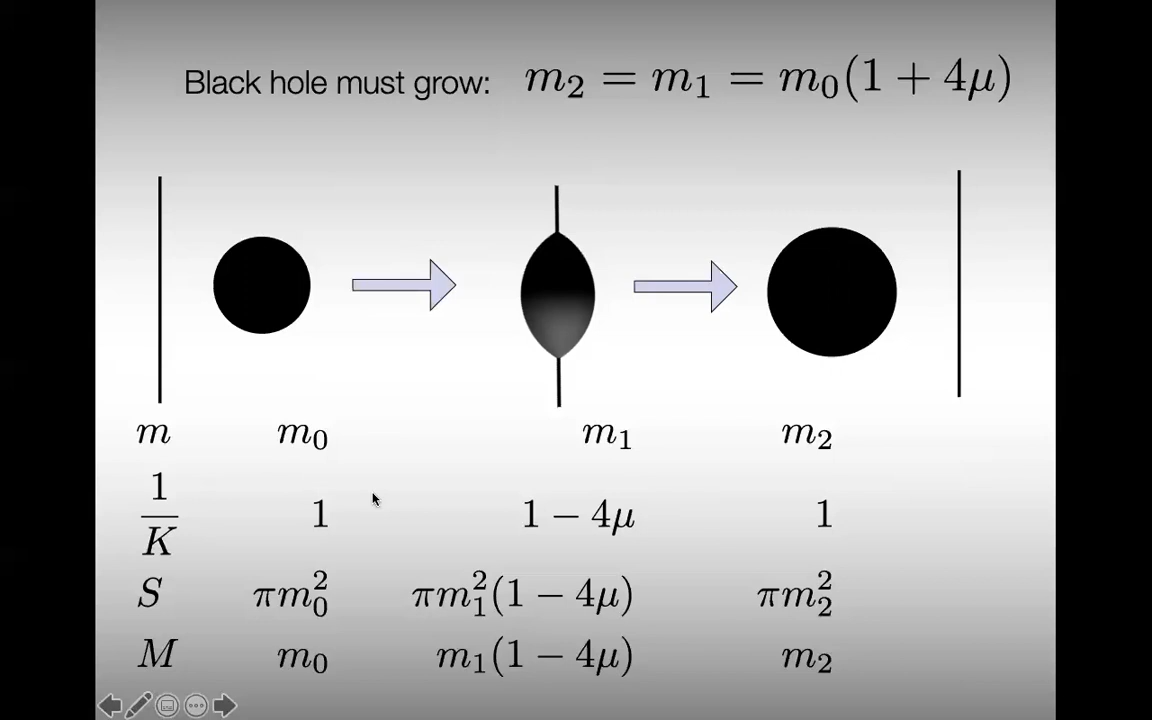 Black hole must grow: m₂ = m₁ = m₀(1 + 4μ)
m m₀ m₁ m₂
1/K 1 1 − 4μ 1
S πm₀² πm₁²(1 − 4μ) πm₂²
M m₀ m₁(1 − 4μ) m₂